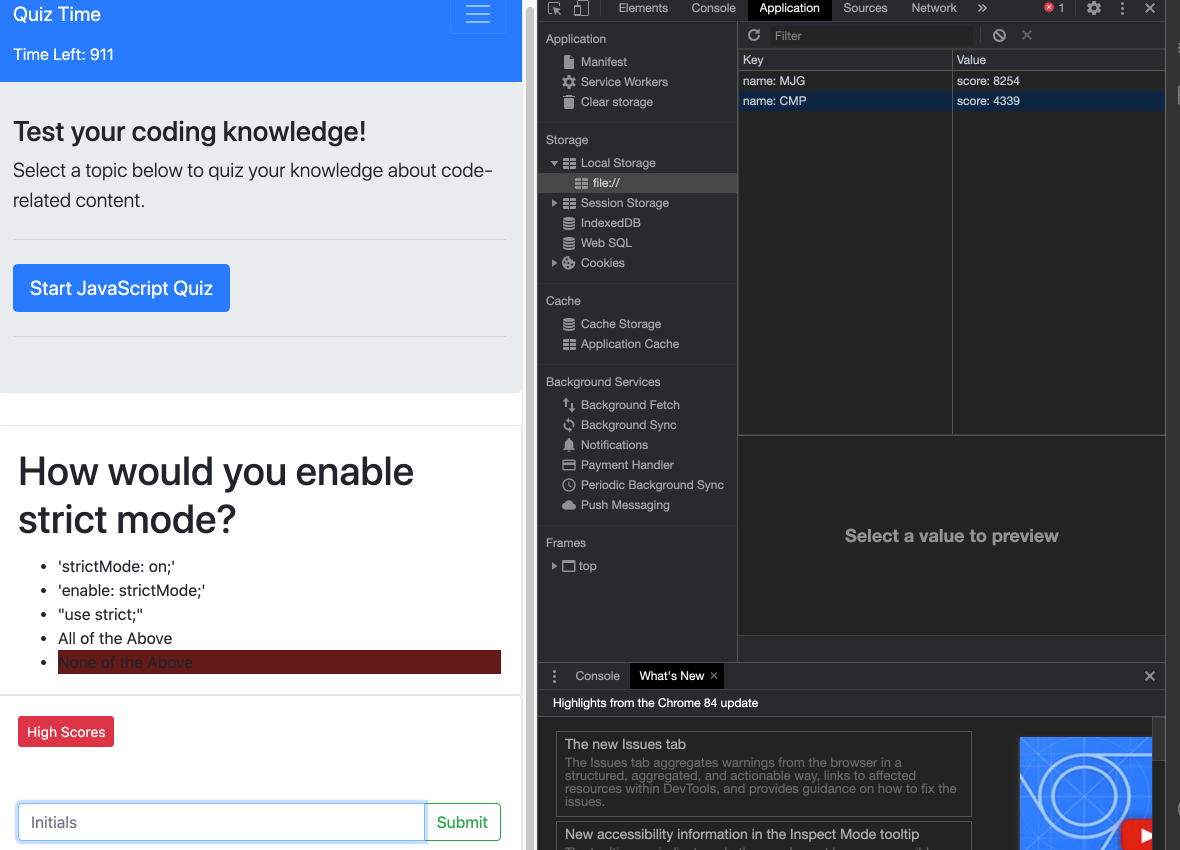 Quiz Time
Time Left: 911
Test your coding knowledge!
Select a topic below to quiz your knowledge about code-
related content.
Start JavaScript Quiz
How would you enable
strict mode?
'strictMode: on;'
'enable: strictMode;'
"use strict;"
All of the Above
None of the Above
High Scores
Initials
Submit
Elements Console Application Sources Network » 1
Application
Manifest
Service Workers
Clear storage
Storage
Local Storage
file://
Session Storage
IndexedDB
Web SQL
Cookies
Cache
Cache Storage
Application Cache
Background Services
Background Fetch
Background Sync
Notifications
Payment Handler
Periodic Background Sync
Push Messaging
Frames
top
Filter
Key Value
name: MJG score: 8254
name: CMP score: 4339
Select a value to preview
Console What's New
Highlights from the Chrome 84 update
The new Issues tab
The Issues tab aggregates warnings from the browser in a
structured, aggregated, and actionable way, links to affected
resources within DevTools, and provides guidance on how to fix the
issues.
New accessibility information in the Inspect Mode tooltip